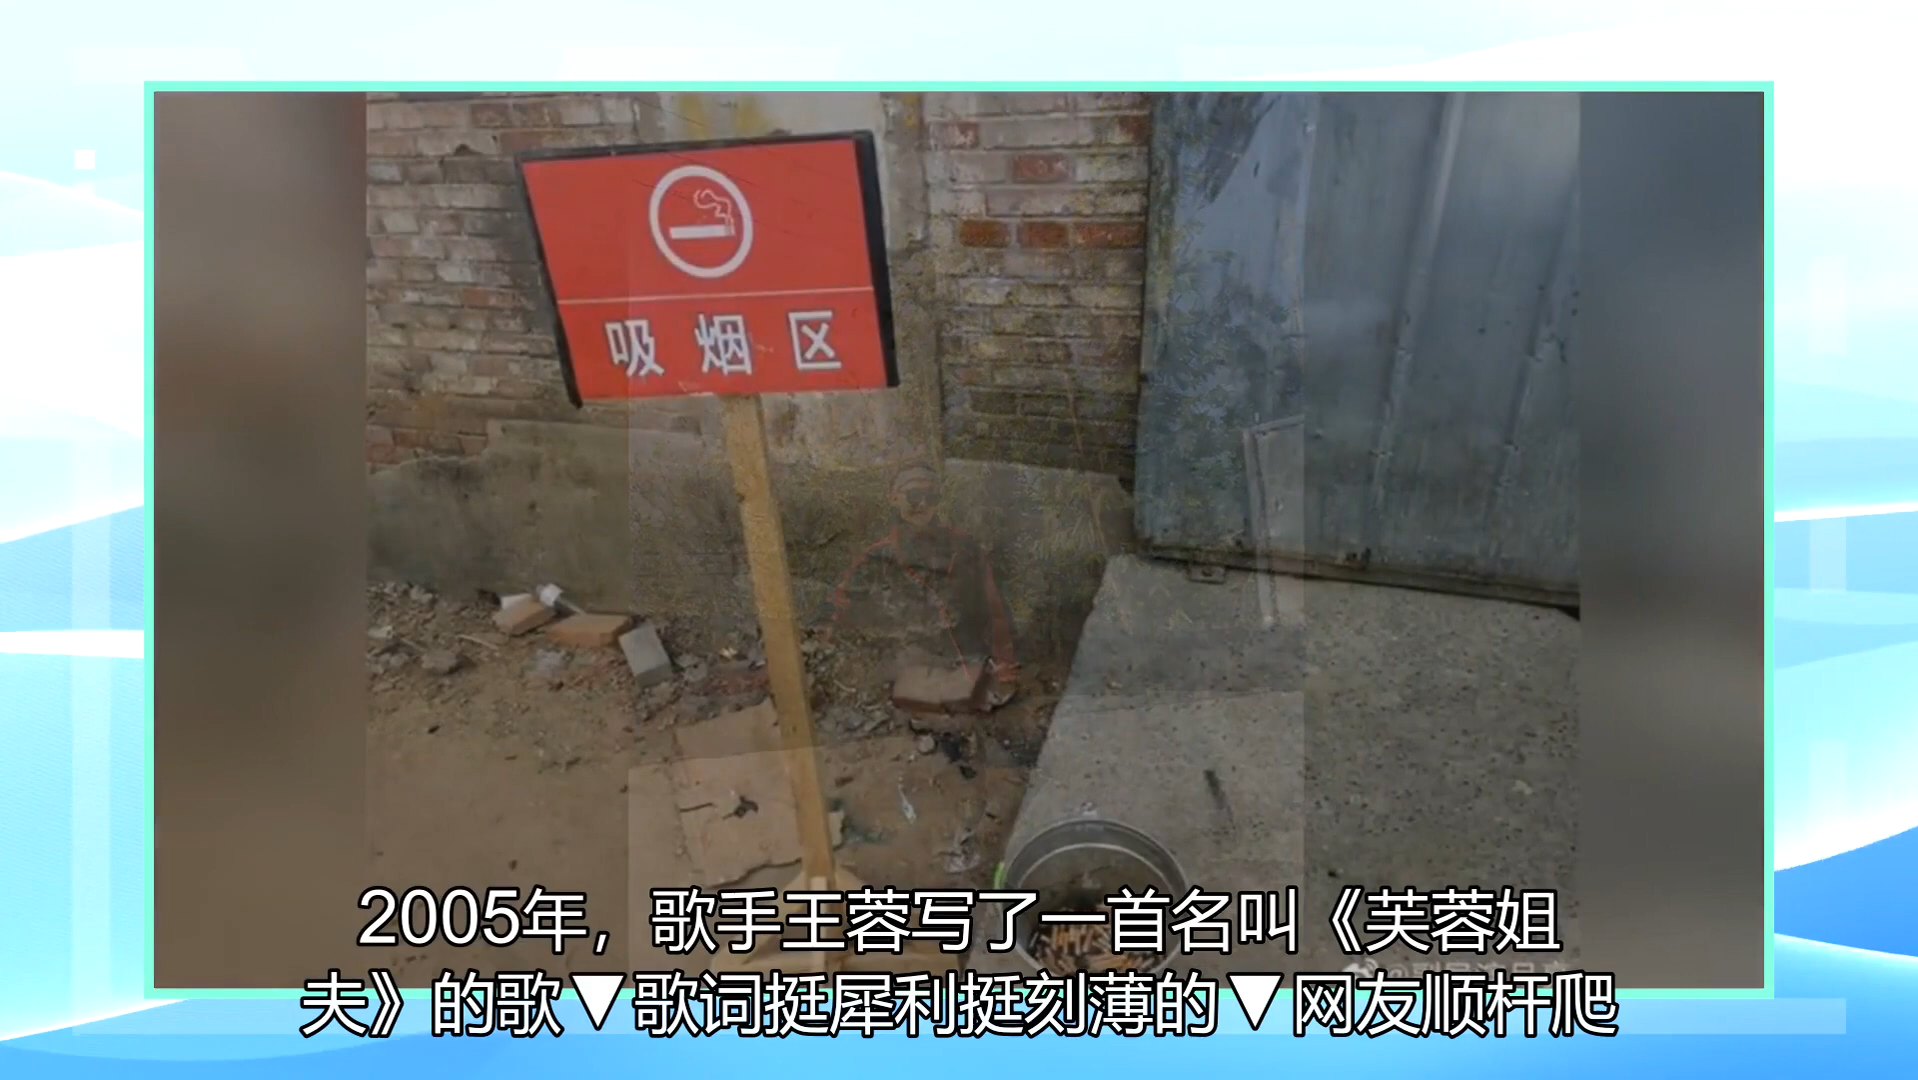 吸烟区
2005年，歌手王蓉写了一首名叫《芙蓉姐
夫》的歌▼歌词挺犀利挺刻薄的▼网友顺杆爬